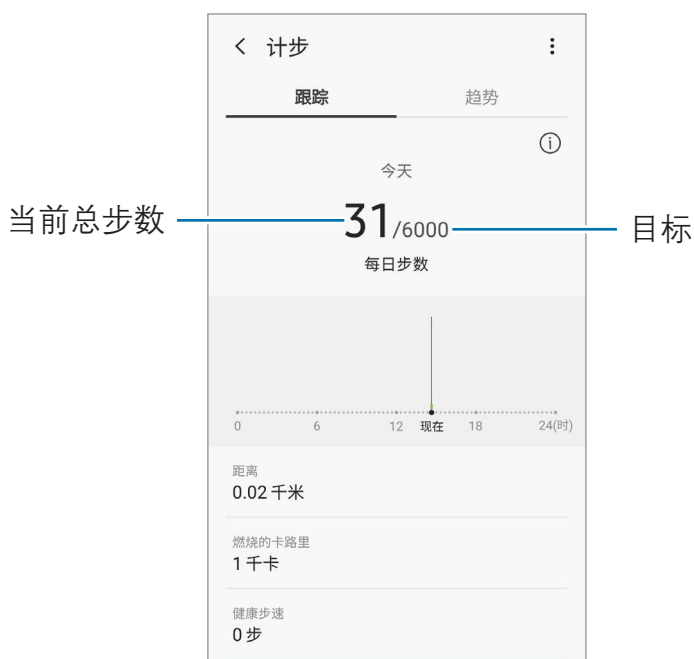 计步
跟踪 趋势
今天
当前总步数 31/6000 目标
每日步数
0 6 12 现在 18 24(时)
距离
0.02 千米
燃烧的卡路里
1 千卡
健康步速
0 步